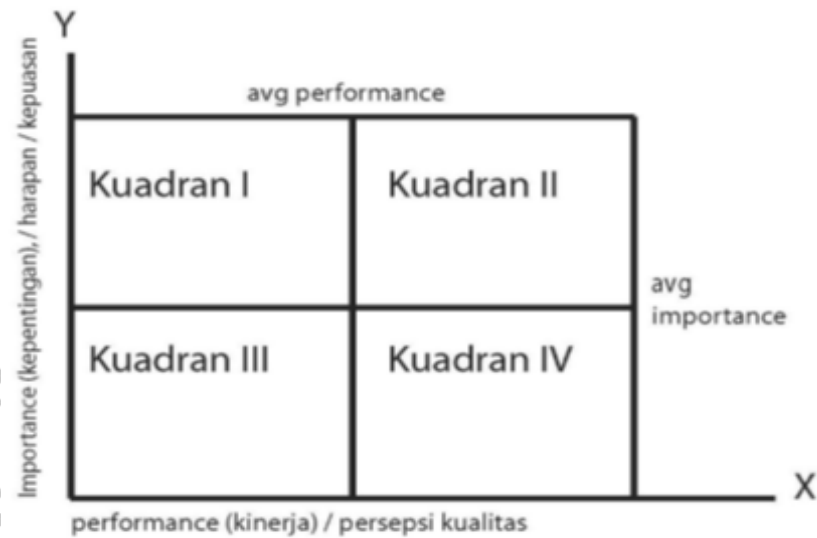 Y
Importance (kepentingan), / harapan / kepuasan
avg performance
Kuadran I
Kuadran II
avg
importance
Kuadran III
Kuadran IV
X
performance (kinerja) / persepsi kualitas